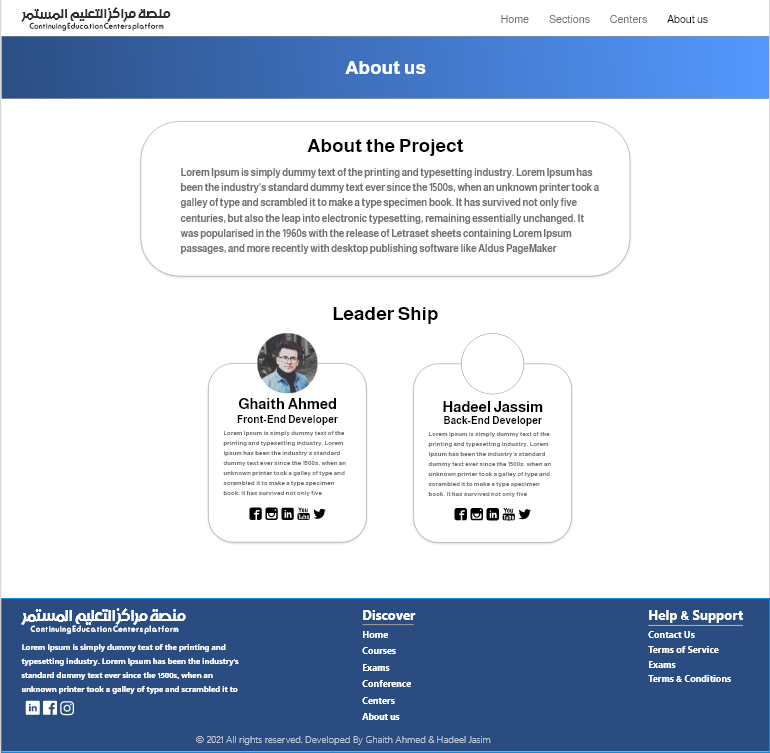 منصة مراكز التعليم المستمر
Continuing Education Centers platform
Home Sections Centers About us
About us
About the Project
Lorem Ipsum is simply dummy text of the printing and typesetting industry. Lorem Ipsum has
been the industry's standard dummy text ever since the 1500s, when an unknown printer took a
galley of type and scrambled it to make a type specimen book. It has survived not only five
centuries, but also the leap into electronic typesetting, remaining essentially unchanged. It
was popularised in the 1960s with the release of Letraset sheets containing Lorem Ipsum
passages, and more recently with desktop publishing software like Aldus PageMaker
Leader Ship
Ghaith Ahmed
Front-End Developer
Lorem Ipsum is simply dummy text of the
printing and typesetting industry. Lorem
Ipsum has been the industry's standard
dummy text ever since the 1500s, when an
unknown printer took a galley of type and
scrambled it to make a type specimen
book. It has survived not only five
You
Tube
Hadeel Jassim
Back-End Developer
Lorem Ipsum is simply dummy text of the
printing and typesetting industry. Lorem
Ipsum has been the industry's standard
dummy text ever since the 1500s, when an
unknown printer took a galley of type and
scrambled it to make a type specimen
book. It has survived not only five
You
Tube
منصة مراكز التعليم المستمر
Continuing Education Centers platform
Lorem Ipsum is simply dummy text of the printing and
typesetting industry. Lorem Ipsum has been the industry's
standard dummy text ever since the 1500s, when an
unknown printer took a galley of type and scrambled it to
Discover
Home
Courses
Exams
Conference
Centers
About us
Help & Support
Contact Us
Terms of Service
Exams
Terms & Conditions
© 2021 All rights reserved. Developed By Ghaith Ahmed & Hadeel Jasim